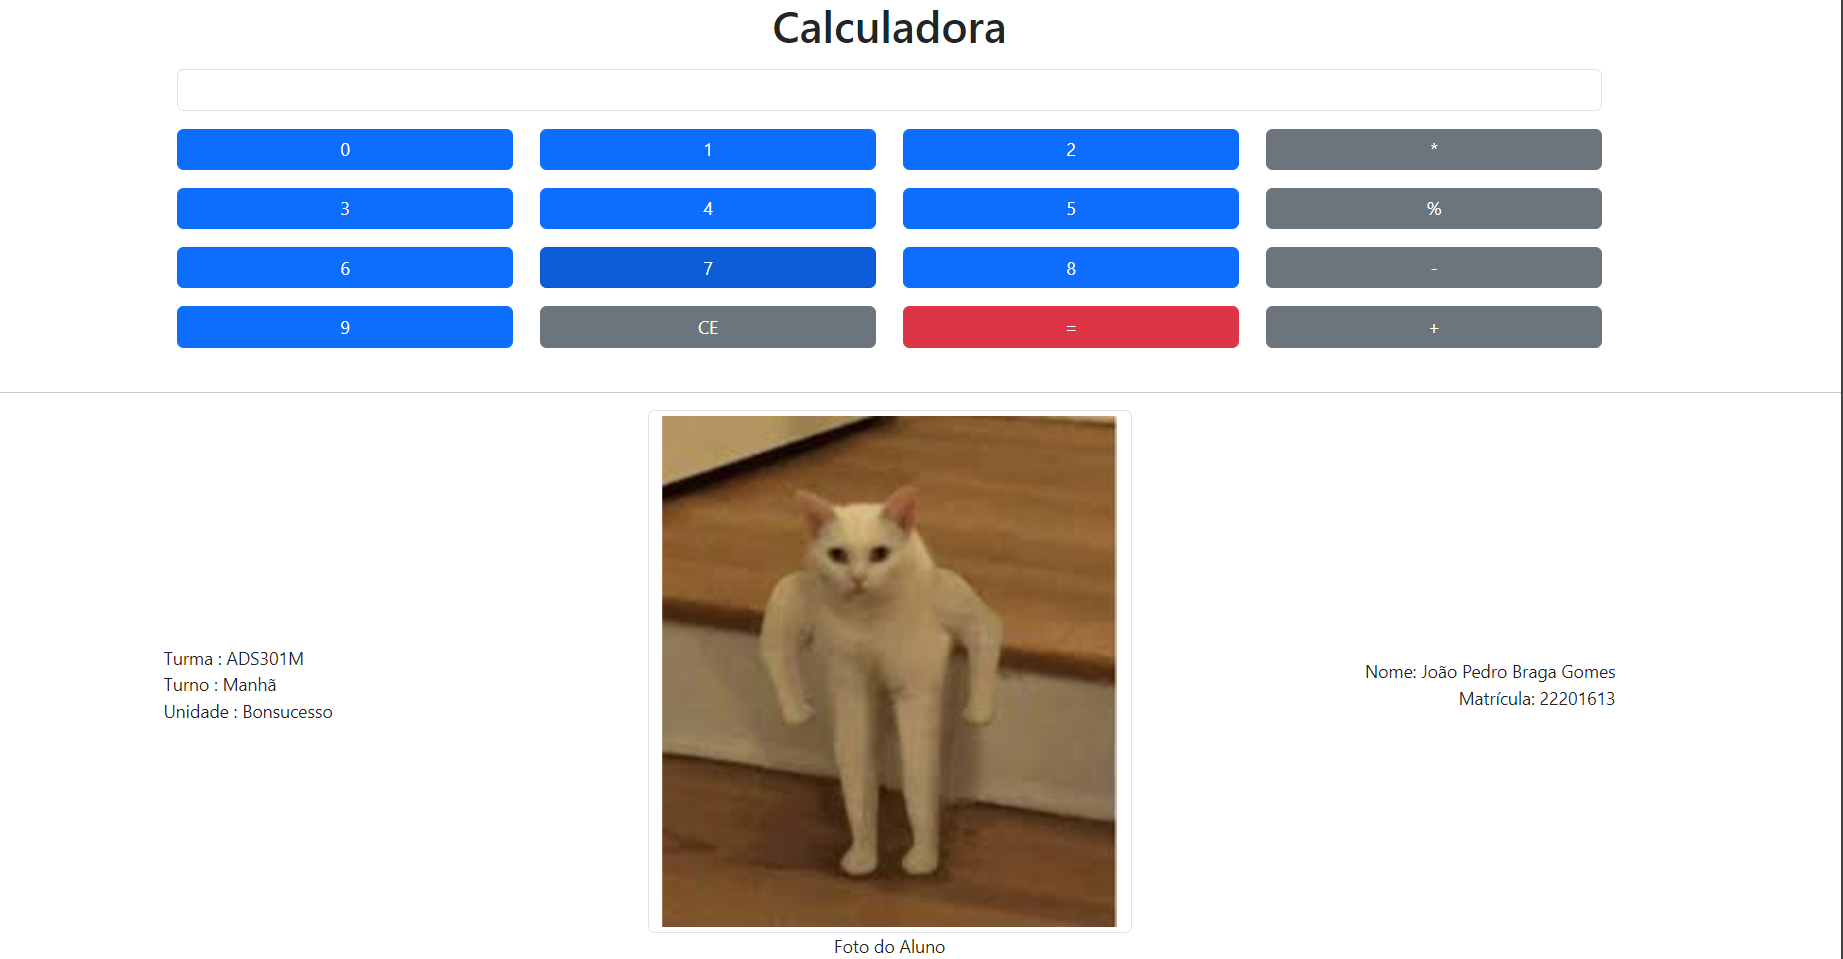 Calculadora
0 1 2 *
3 4 5 %
6 7 8 -
9 CE = +
Turma : ADS301M
Turno : Manhã
Unidade : Bonsucesso
Foto do Aluno
Nome: João Pedro Braga Gomes
Matrícula: 22201613